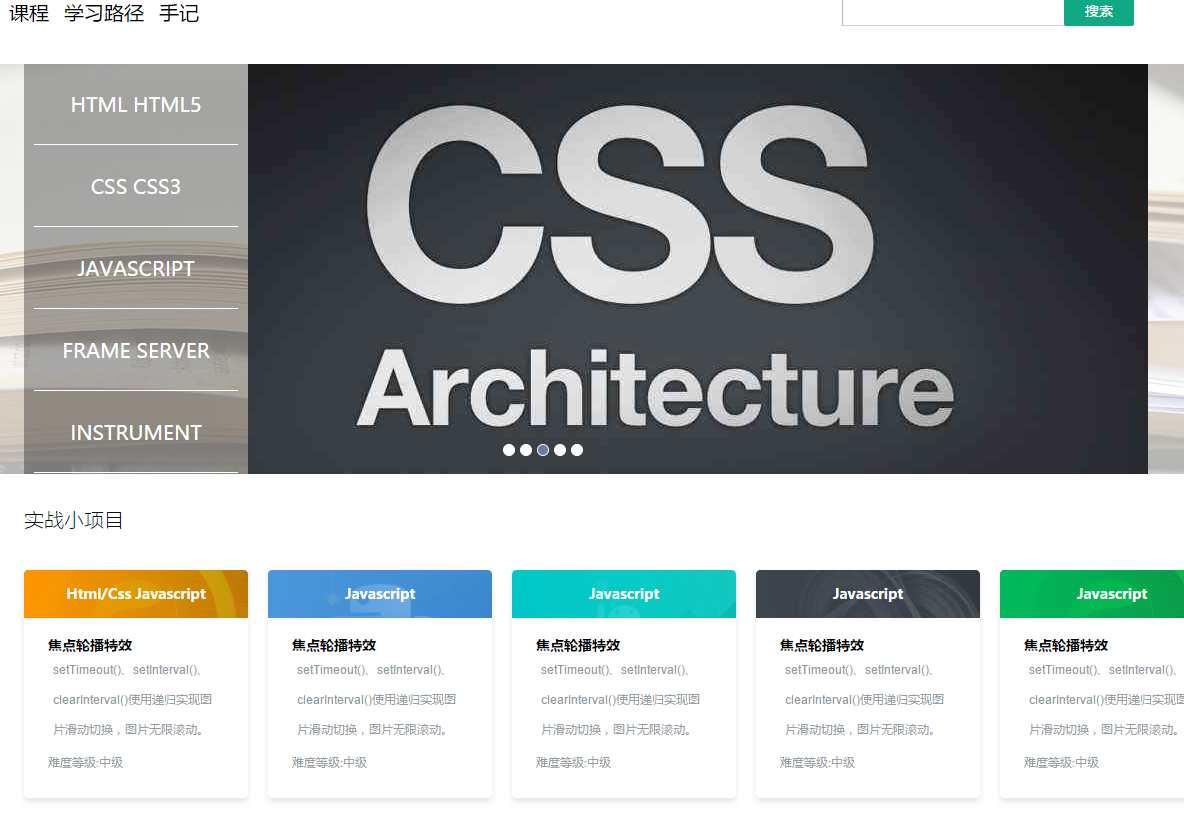 课程 学习路径 手记
搜索
HTML HTML5
CSS CSS3
JAVASCRIPT
FRAME SERVER
INSTRUMENT
CSS
Architecture
实战小项目
Html/Css Javascript
焦点轮播特效
setTimeout()、setInterval()、
clearInterval()使用递归实现图
片滑动切换，图片无限滚动。
难度等级:中级
Javascript
焦点轮播特效
setTimeout()、setInterval()、
clearInterval()使用递归实现图
片滑动切换，图片无限滚动。
难度等级:中级
Javascript
焦点轮播特效
setTimeout()、setInterval()、
clearInterval()使用递归实现图
片滑动切换，图片无限滚动。
难度等级:中级
Javascript
焦点轮播特效
setTimeout()、setInterval()、
clearInterval()使用递归实现图
片滑动切换，图片无限滚动。
难度等级:中级
Javascript
焦点轮播特效
setTimeout()、setInterval()、
clearInterval()使用递归实现图
片滑动切换，图片无限滚动。
难度等级:中级